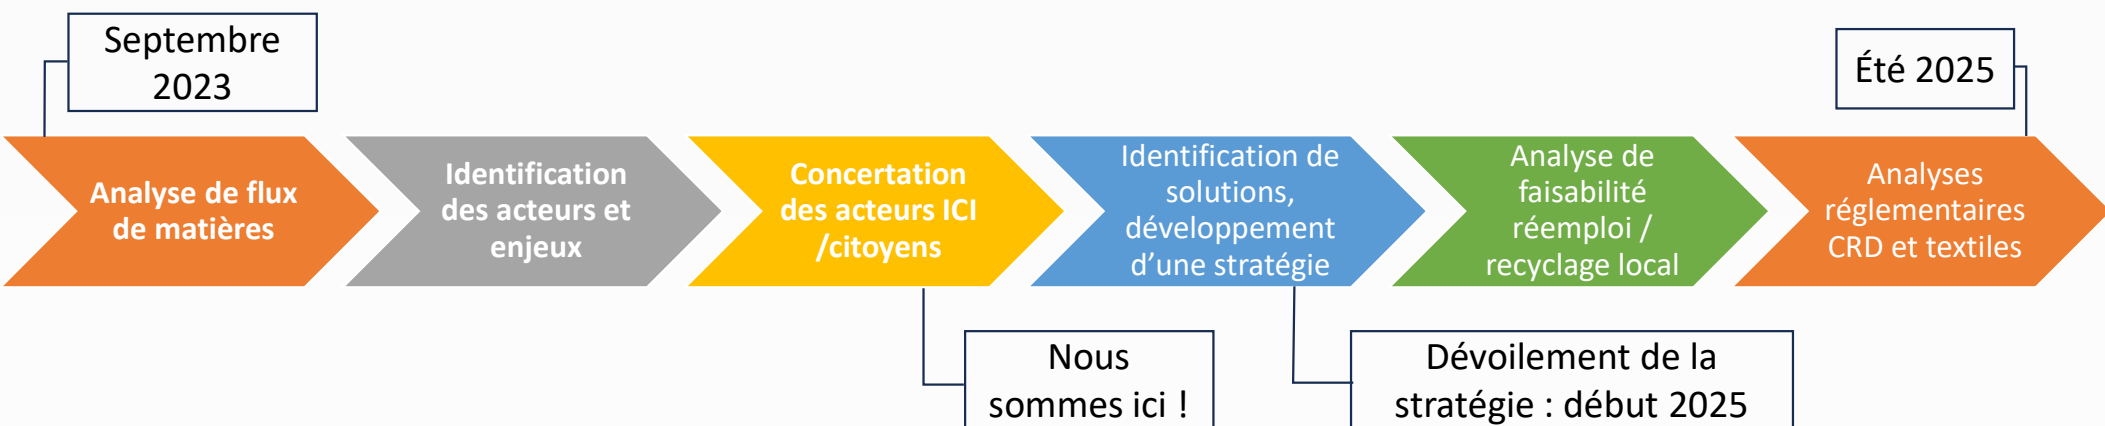 Septembre
2023
Été 2025
Analyse de flux
de matières
Identification
des acteurs et
enjeux
Concertation
des acteurs ICI
/citoyens
Identification de
solutions,
développement
d’une stratégie
Analyse de
faisabilité
réemploi /
recyclage local
Analyses
réglementaires
CRD et textiles
Nous
sommes ici !
Dévoilement de la
stratégie : début 2025